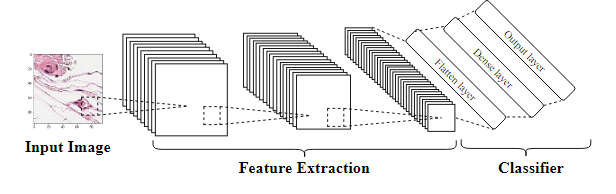 Flatten layer
Dense layer
Output layer
Input Image
Feature Extraction
Classifier